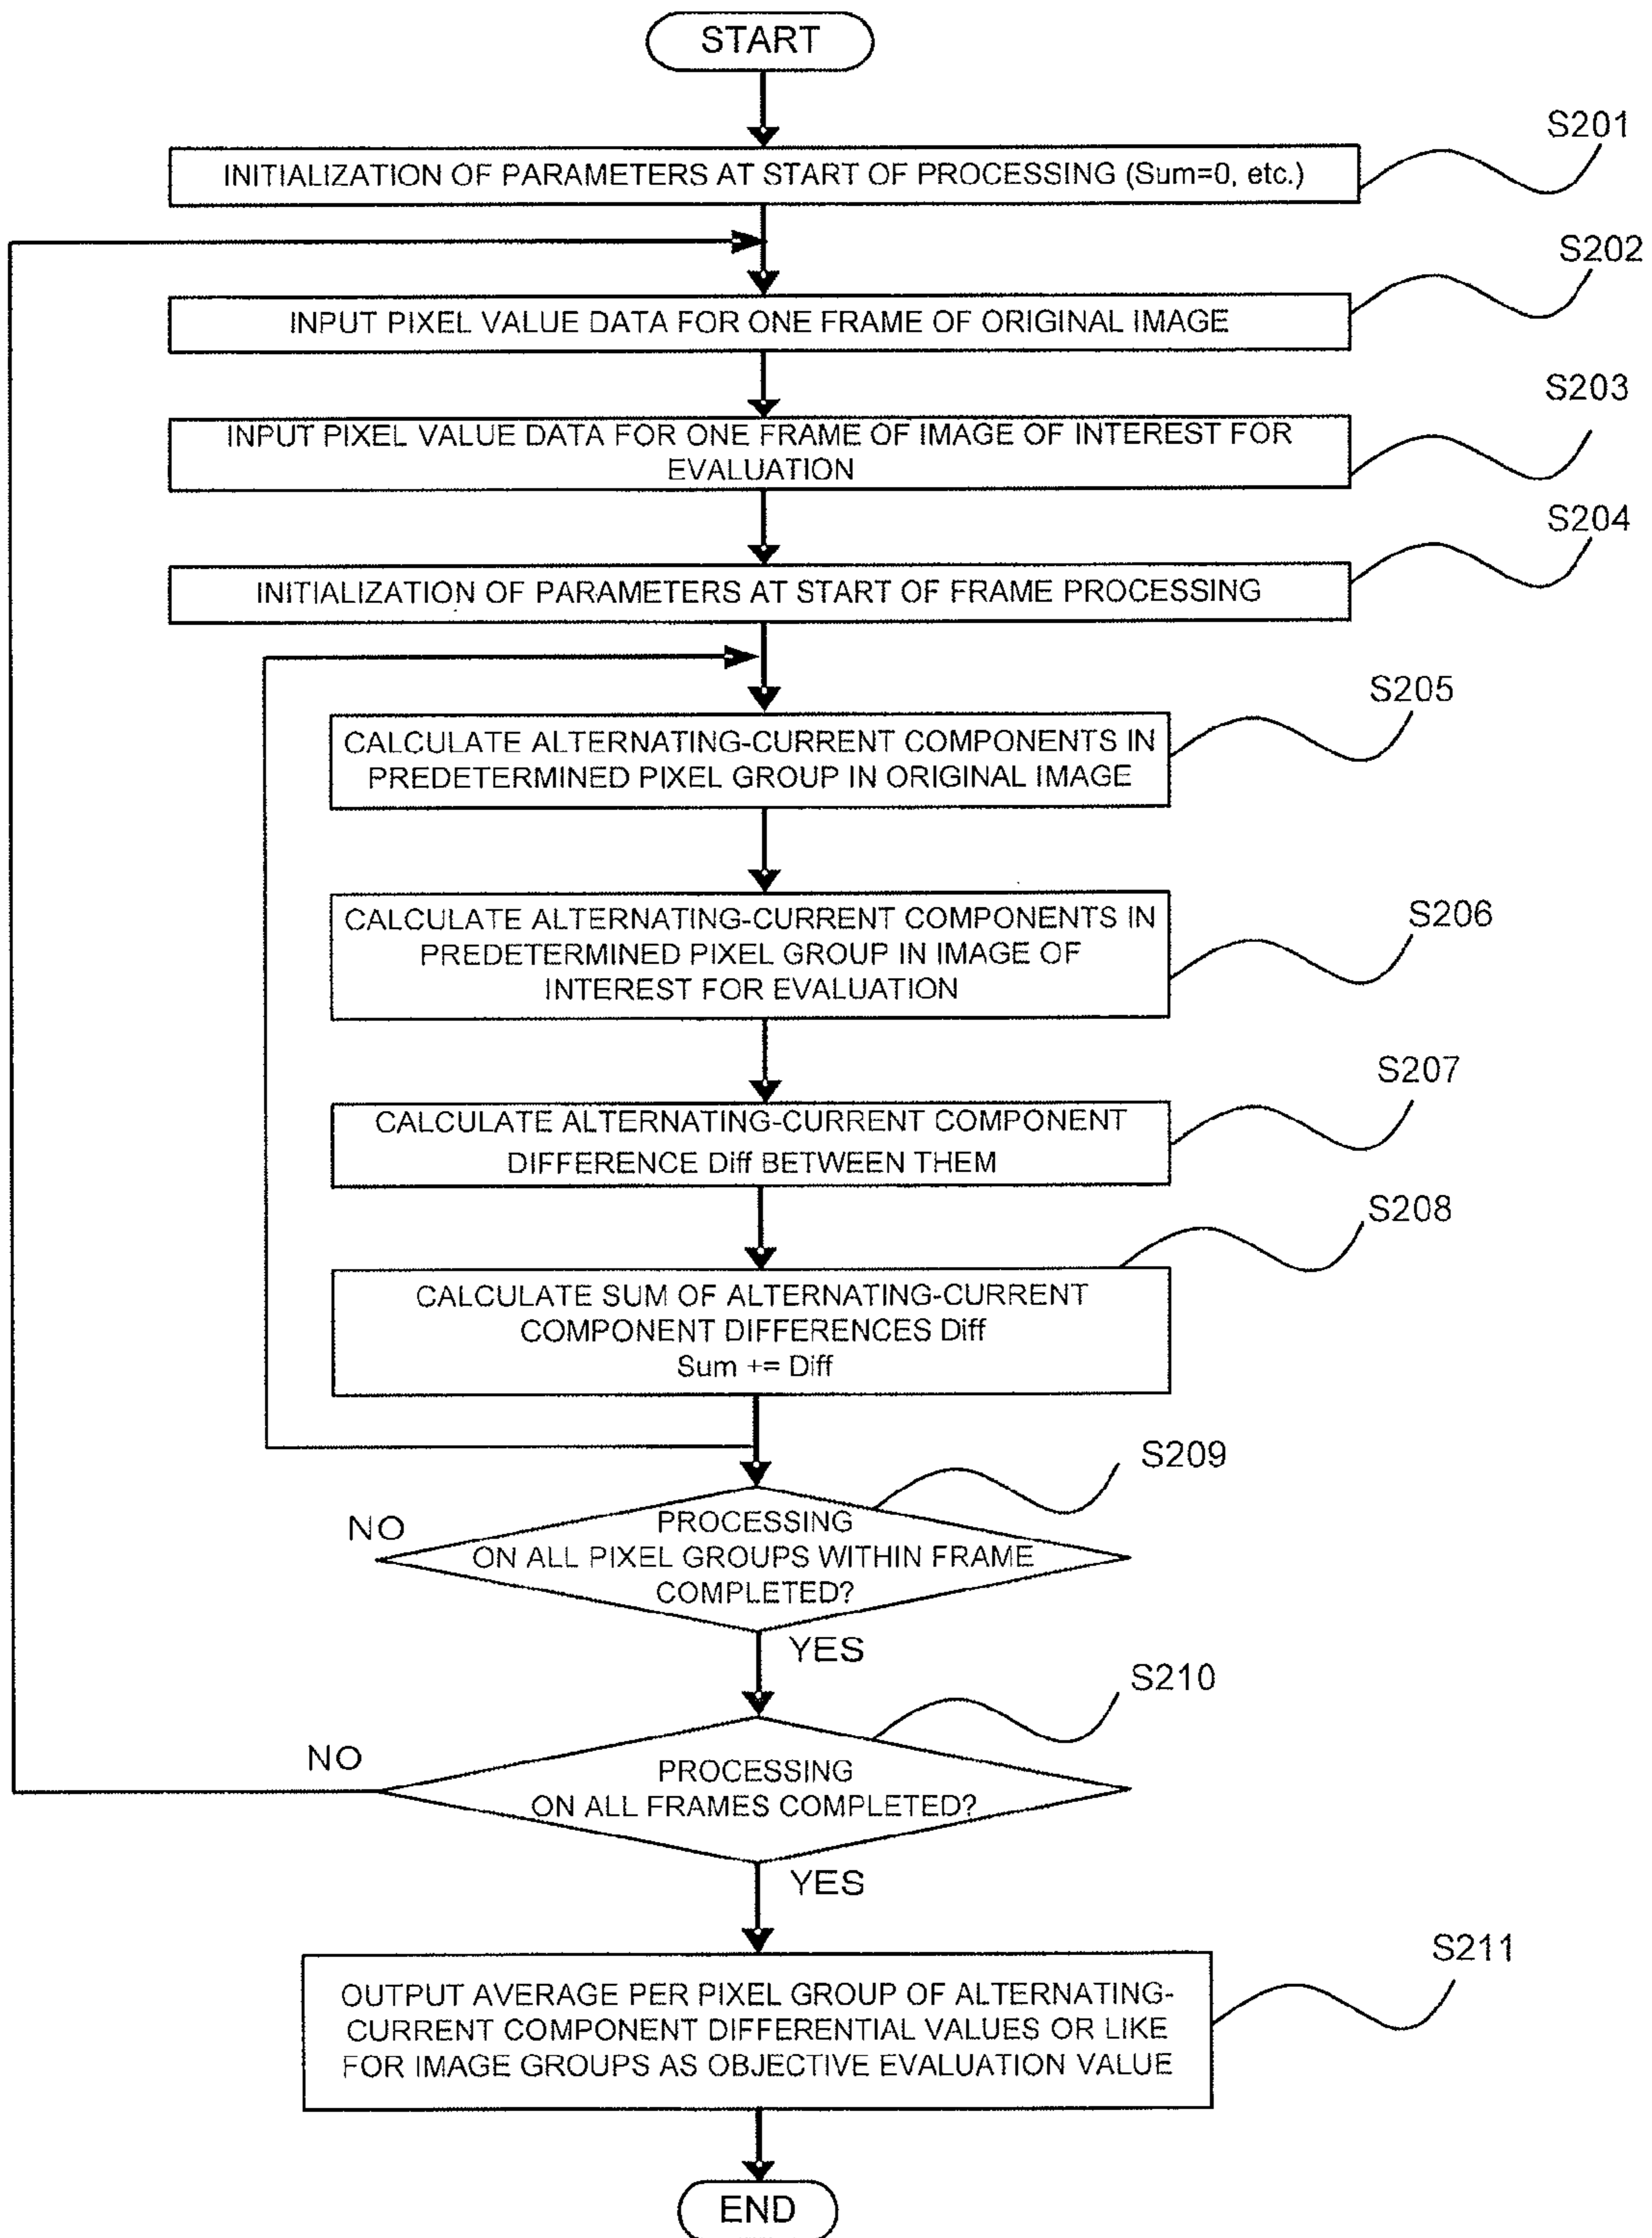 START
S201
INITIALIZATION OF PARAMETERS AT START OF PROCESSING (Sum=0, etc.)
S202
INPUT PIXEL VALUE DATA FOR ONE FRAME OF ORIGINAL IMAGE
S203
INPUT PIXEL VALUE DATA FOR ONE FRAME OF IMAGE OF INTEREST FOR
EVALUATION
S204
INITIALIZATION OF PARAMETERS AT START OF FRAME PROCESSING
S205
CALCULATE ALTERNATING-CURRENT COMPONENTS IN
PREDETERMINED PIXEL GROUP IN ORIGINAL IMAGE
S206
CALCULATE ALTERNATING-CURRENT COMPONENTS IN
PREDETERMINED PIXEL GROUP IN IMAGE OF
INTEREST FOR EVALUATION
S207
CALCULATE ALTERNATING-CURRENT COMPONENT
DIFFERENCE Diff BETWEEN THEM
S208
CALCULATE SUM OF ALTERNATING-CURRENT
COMPONENT DIFFERENCES Diff
Sum += Diff
S209
NO
PROCESSING
ON ALL PIXEL GROUPS WITHIN FRAME
COMPLETED?
YES
S210
NO
PROCESSING
ON ALL FRAMES COMPLETED?
YES
S211
OUTPUT AVERAGE PER PIXEL GROUP OF ALTERNATING-
CURRENT COMPONENT DIFFERENTIAL VALUES OR LIKE
FOR IMAGE GROUPS AS OBJECTIVE EVALUATION VALUE
END